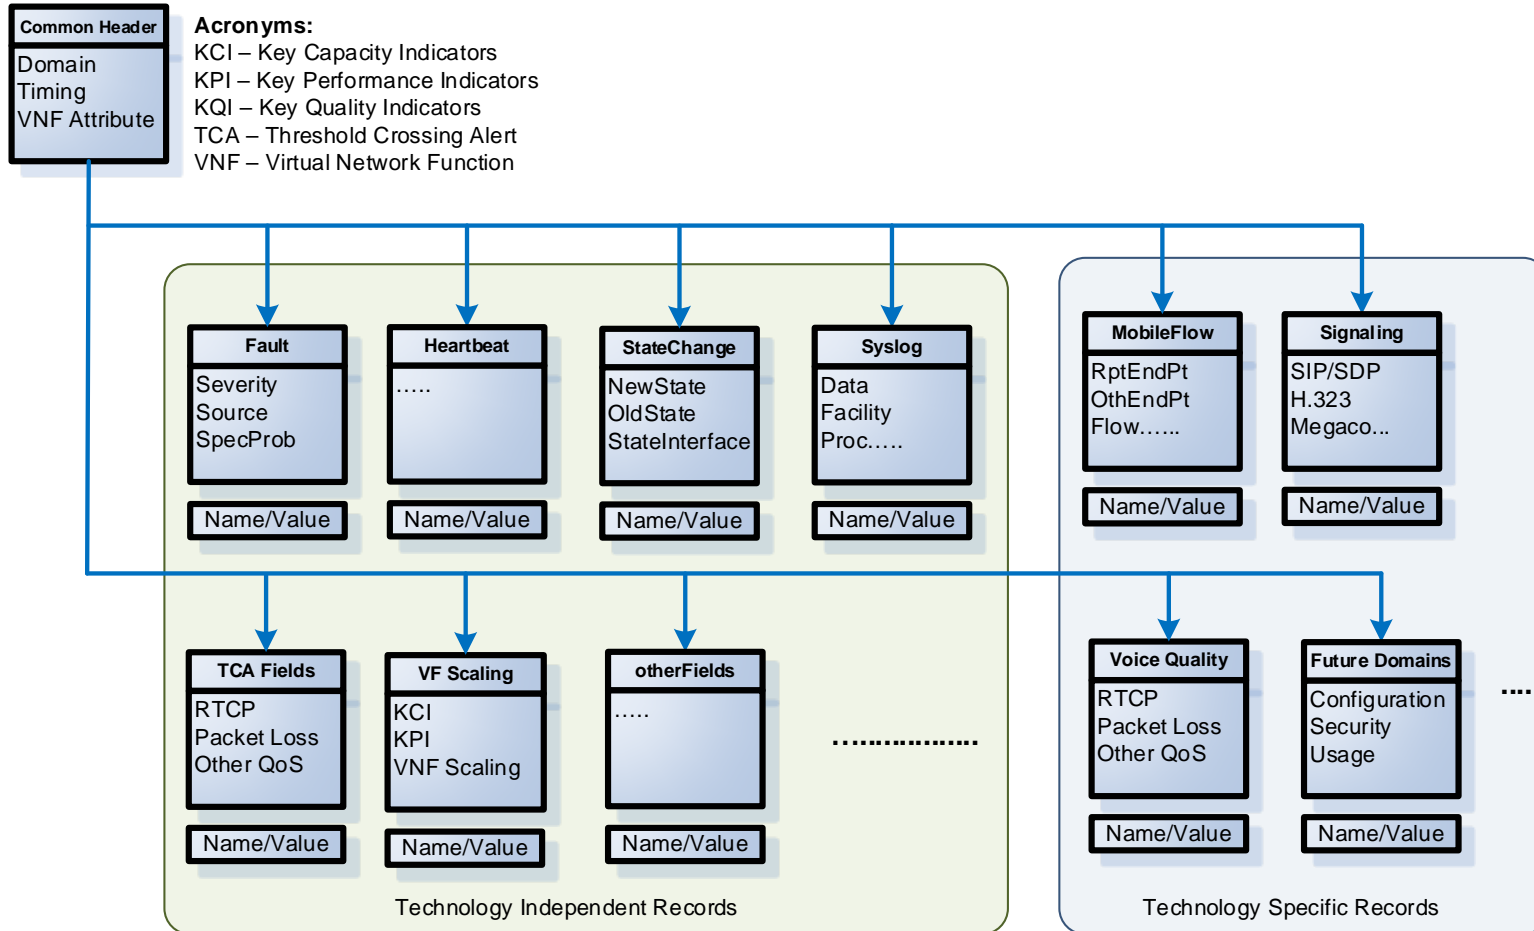 Common Header
Domain
Timing
VNF Attribute
Acronyms:
KCI – Key Capacity Indicators
KPI – Key Performance Indicators
KQI – Key Quality Indicators
TCA – Threshold Crossing Alert
VNF – Virtual Network Function
Fault
Severity
Source
SpecProb
Name/Value
Heartbeat
.....
Name/Value
StateChange
NewState
OldState
StateInterface
Name/Value
Syslog
Data
Facility
Proc.....
Name/Value
MobileFlow
RptEndPt
OthEndPt
Flow......
Name/Value
Signaling
SIP/SDP
H.323
Megaco...
Name/Value
TCA Fields
RTCP
Packet Loss
Other QoS
Name/Value
VF Scaling
KCI
KPI
VNF Scaling
Name/Value
otherFields
.....
Name/Value
..................
Voice Quality
RTCP
Packet Loss
Other QoS
Name/Value
Future Domains
Configuration
Security
Usage
Name/Value
....
Technology Independent Records
Technology Specific Records